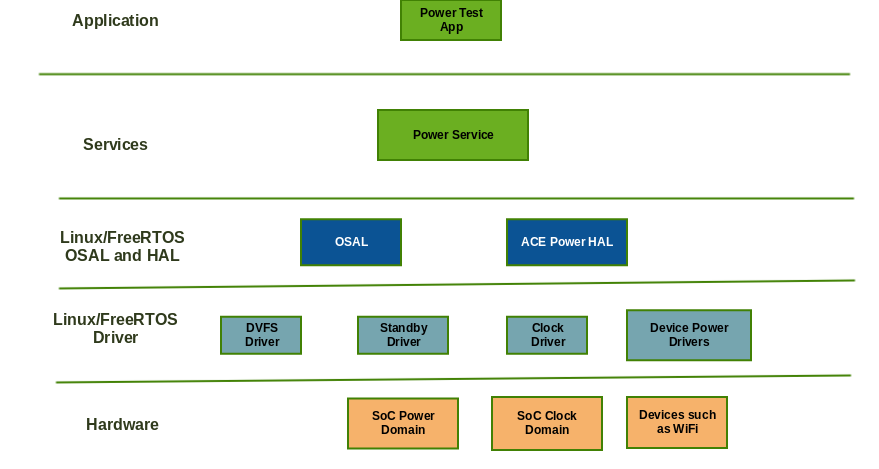 Application
Power Test
App
Services
Power Service
Linux/FreeRTOS
OSAL and HAL
OSAL
ACE Power HAL
Linux/FreeRTOS
Driver
DVFS
Driver
Standby
Driver
Clock
Driver
Device Power
Drivers
Hardware
SoC Power
Domain
SoC Clock
Domain
Devices such
as WiFi